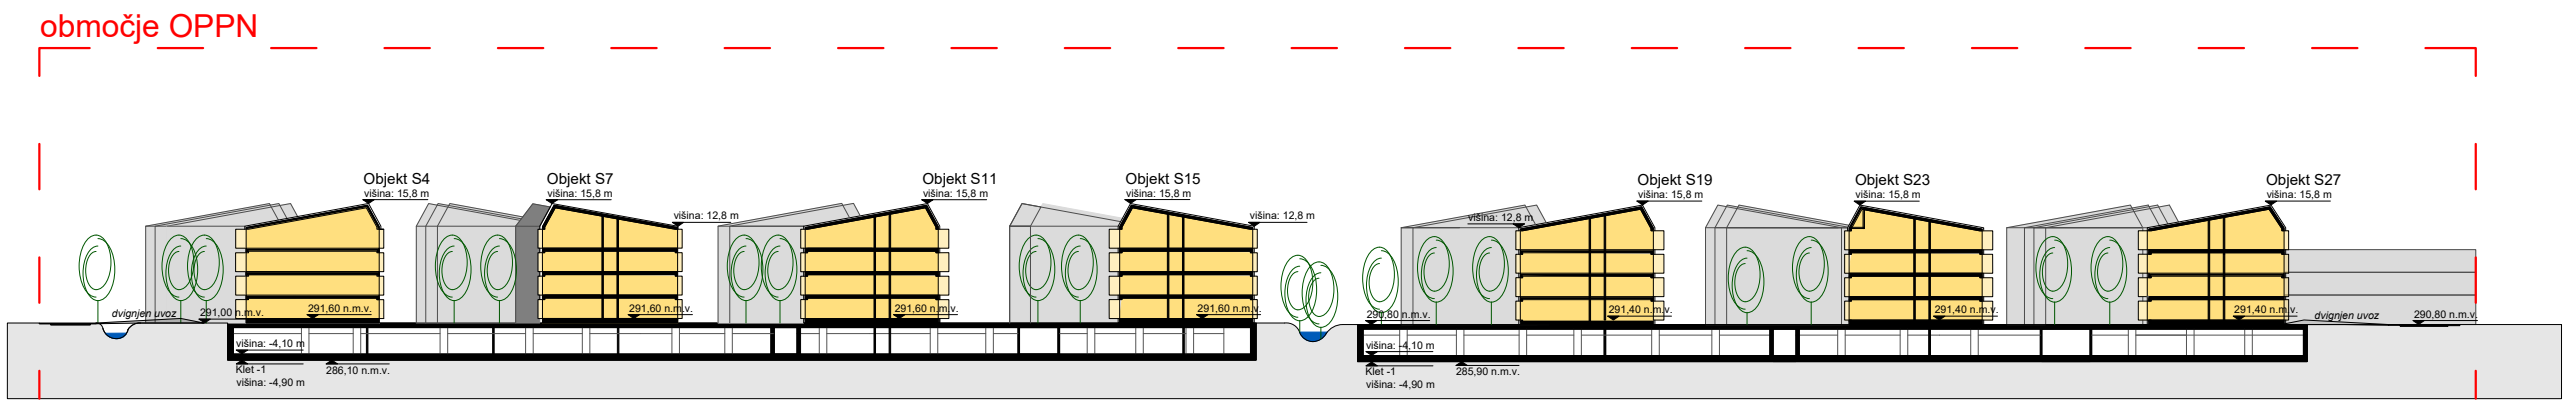 območje OPPN
Objekt S4
višina: 15,8 m
Objekt S7
višina: 15,8 m
višina: 12,8 m
Objekt S11
višina: 15,8 m
Objekt S15
višina: 15,8 m
višina: 12,8 m
Objekt S19
višina: 15,8 m
višina: 12,8 m
Objekt S23
višina: 15,8 m
Objekt S27
višina: 15,8 m
dvignjen uvoz
291,00 n.m.v.
291,60 n.m.v.
291,60 n.m.v.
291,60 n.m.v.
291,60 n.m.v.
290,80 n.m.v.
291,40 n.m.v.
291,40 n.m.v.
291,40 n.m.v.
dvignjen uvoz
290,80 n.m.v.
višina: -4,10 m
Klet -1
višina: -4,90 m
286,10 n.m.v.
višina: -4,10 m
Klet -1
višina: -4,90 m
285,90 n.m.v.